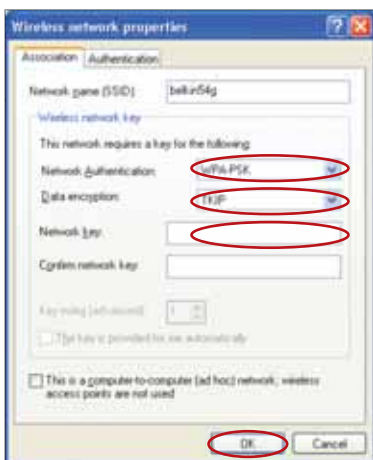 Wireless network properties
Association Authentication
Network name (SSID): belkin54g
Wireless network key
This network requires a key for the following:
Network Authentication: WPA-PSK
Data encryption: TKIP
Network key:
Confirm network key:
Key index (advanced): 1
The key is provided for me automatically
This is a computer-to-computer (ad hoc) network; wireless
access points are not used
OK Cancel